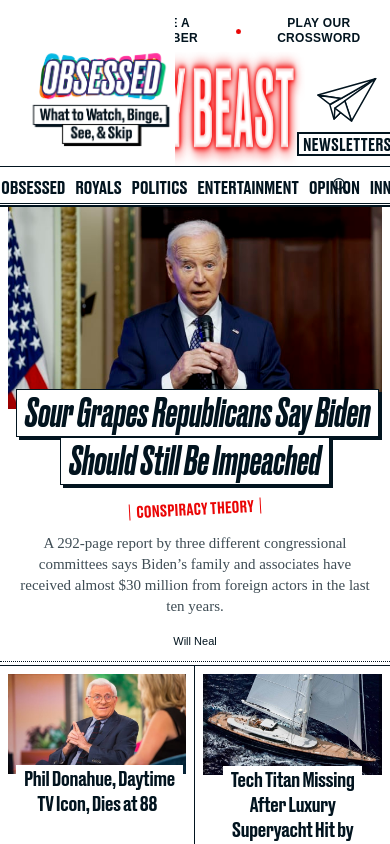 E A
BER
PLAY OUR
CROSSWORD
OBSESSED
What to Watch, Binge,
See, & Skip
Y BEAST
NEWSLETTERS
OBSESSED ROYALS POLITICS ENTERTAINMENT OPINION INN
Sour Grapes Republicans Say Biden
Should Still Be Impeached
CONSPIRACY THEORY
A 292-page report by three different congressional
committees says Biden’s family and associates have
received almost $30 million from foreign actors in the last
ten years.
Will Neal
Phil Donahue, Daytime
TV Icon, Dies at 88
Tech Titan Missing
After Luxury
Superyacht Hit by